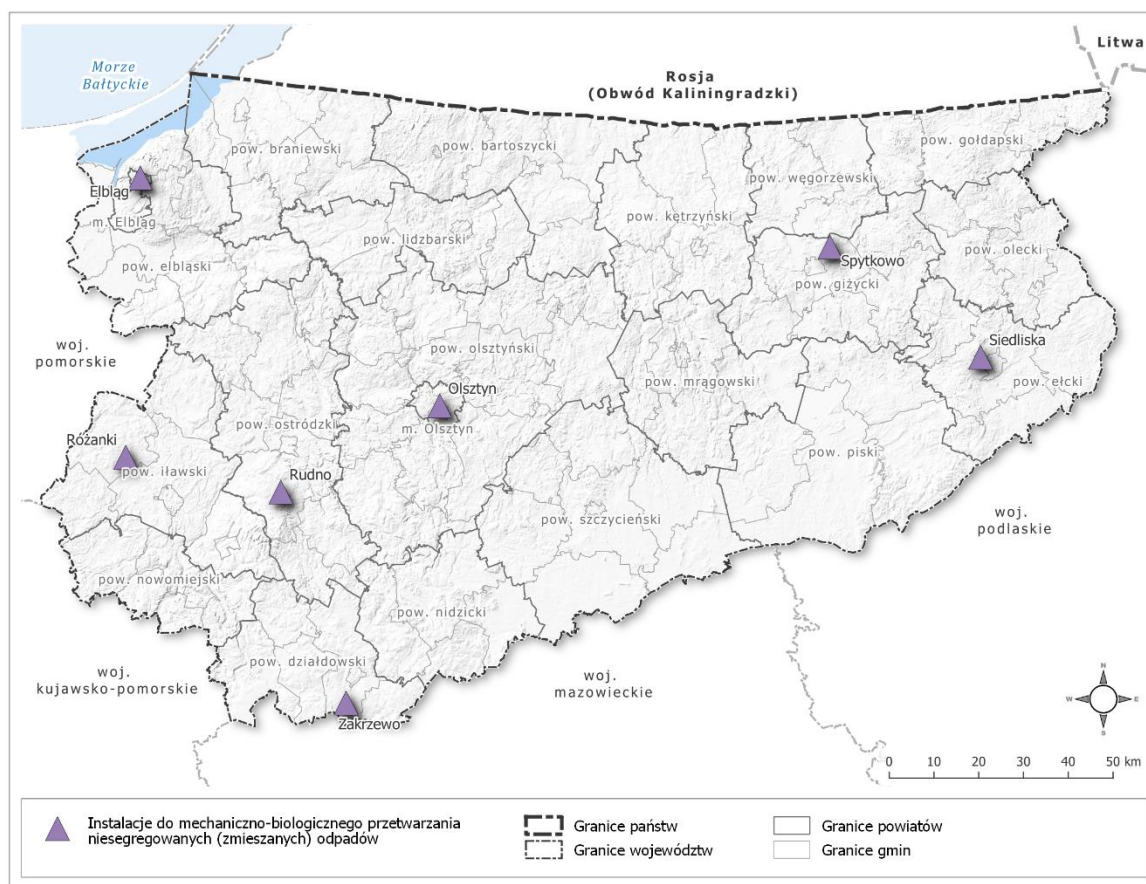 Morze
Bałtyckie
Litwa
Rosja
(Obwód Kaliningradzki)
pow. gołdapski
pow. braniewski
pow. bartoszycki
pow. węgorzewski
Elbląg
m. Elbląg
pow. kętrzyński
pow. lidzbarski
pow. olecki
Spytkowo
pow. elbląski
pow. giżycki
woj.
pomorskie
pow. olsztyński
Siedliska
pow. mrągowski
pow. ełcki
Olsztyn
m. Olsztyn
pow. ostródzki
Różanki
pow. iławski
pow. piski
Rudno
pow. szczycieński
woj.
podlaskie
pow. nowomiejski
pow. nidzicki
pow. działdowski
woj.
kujawsko-pomorskie
woj.
mazowieckie
Zakrzewo
N
W
E
S
0 10 20 30 40 50 km
Instalacje do mechaniczno-biologicznego przetwarzania
niesegregowanych (zmieszanych) odpadów
Granice państw
Granice województw
Granice powiatów
Granice gmin